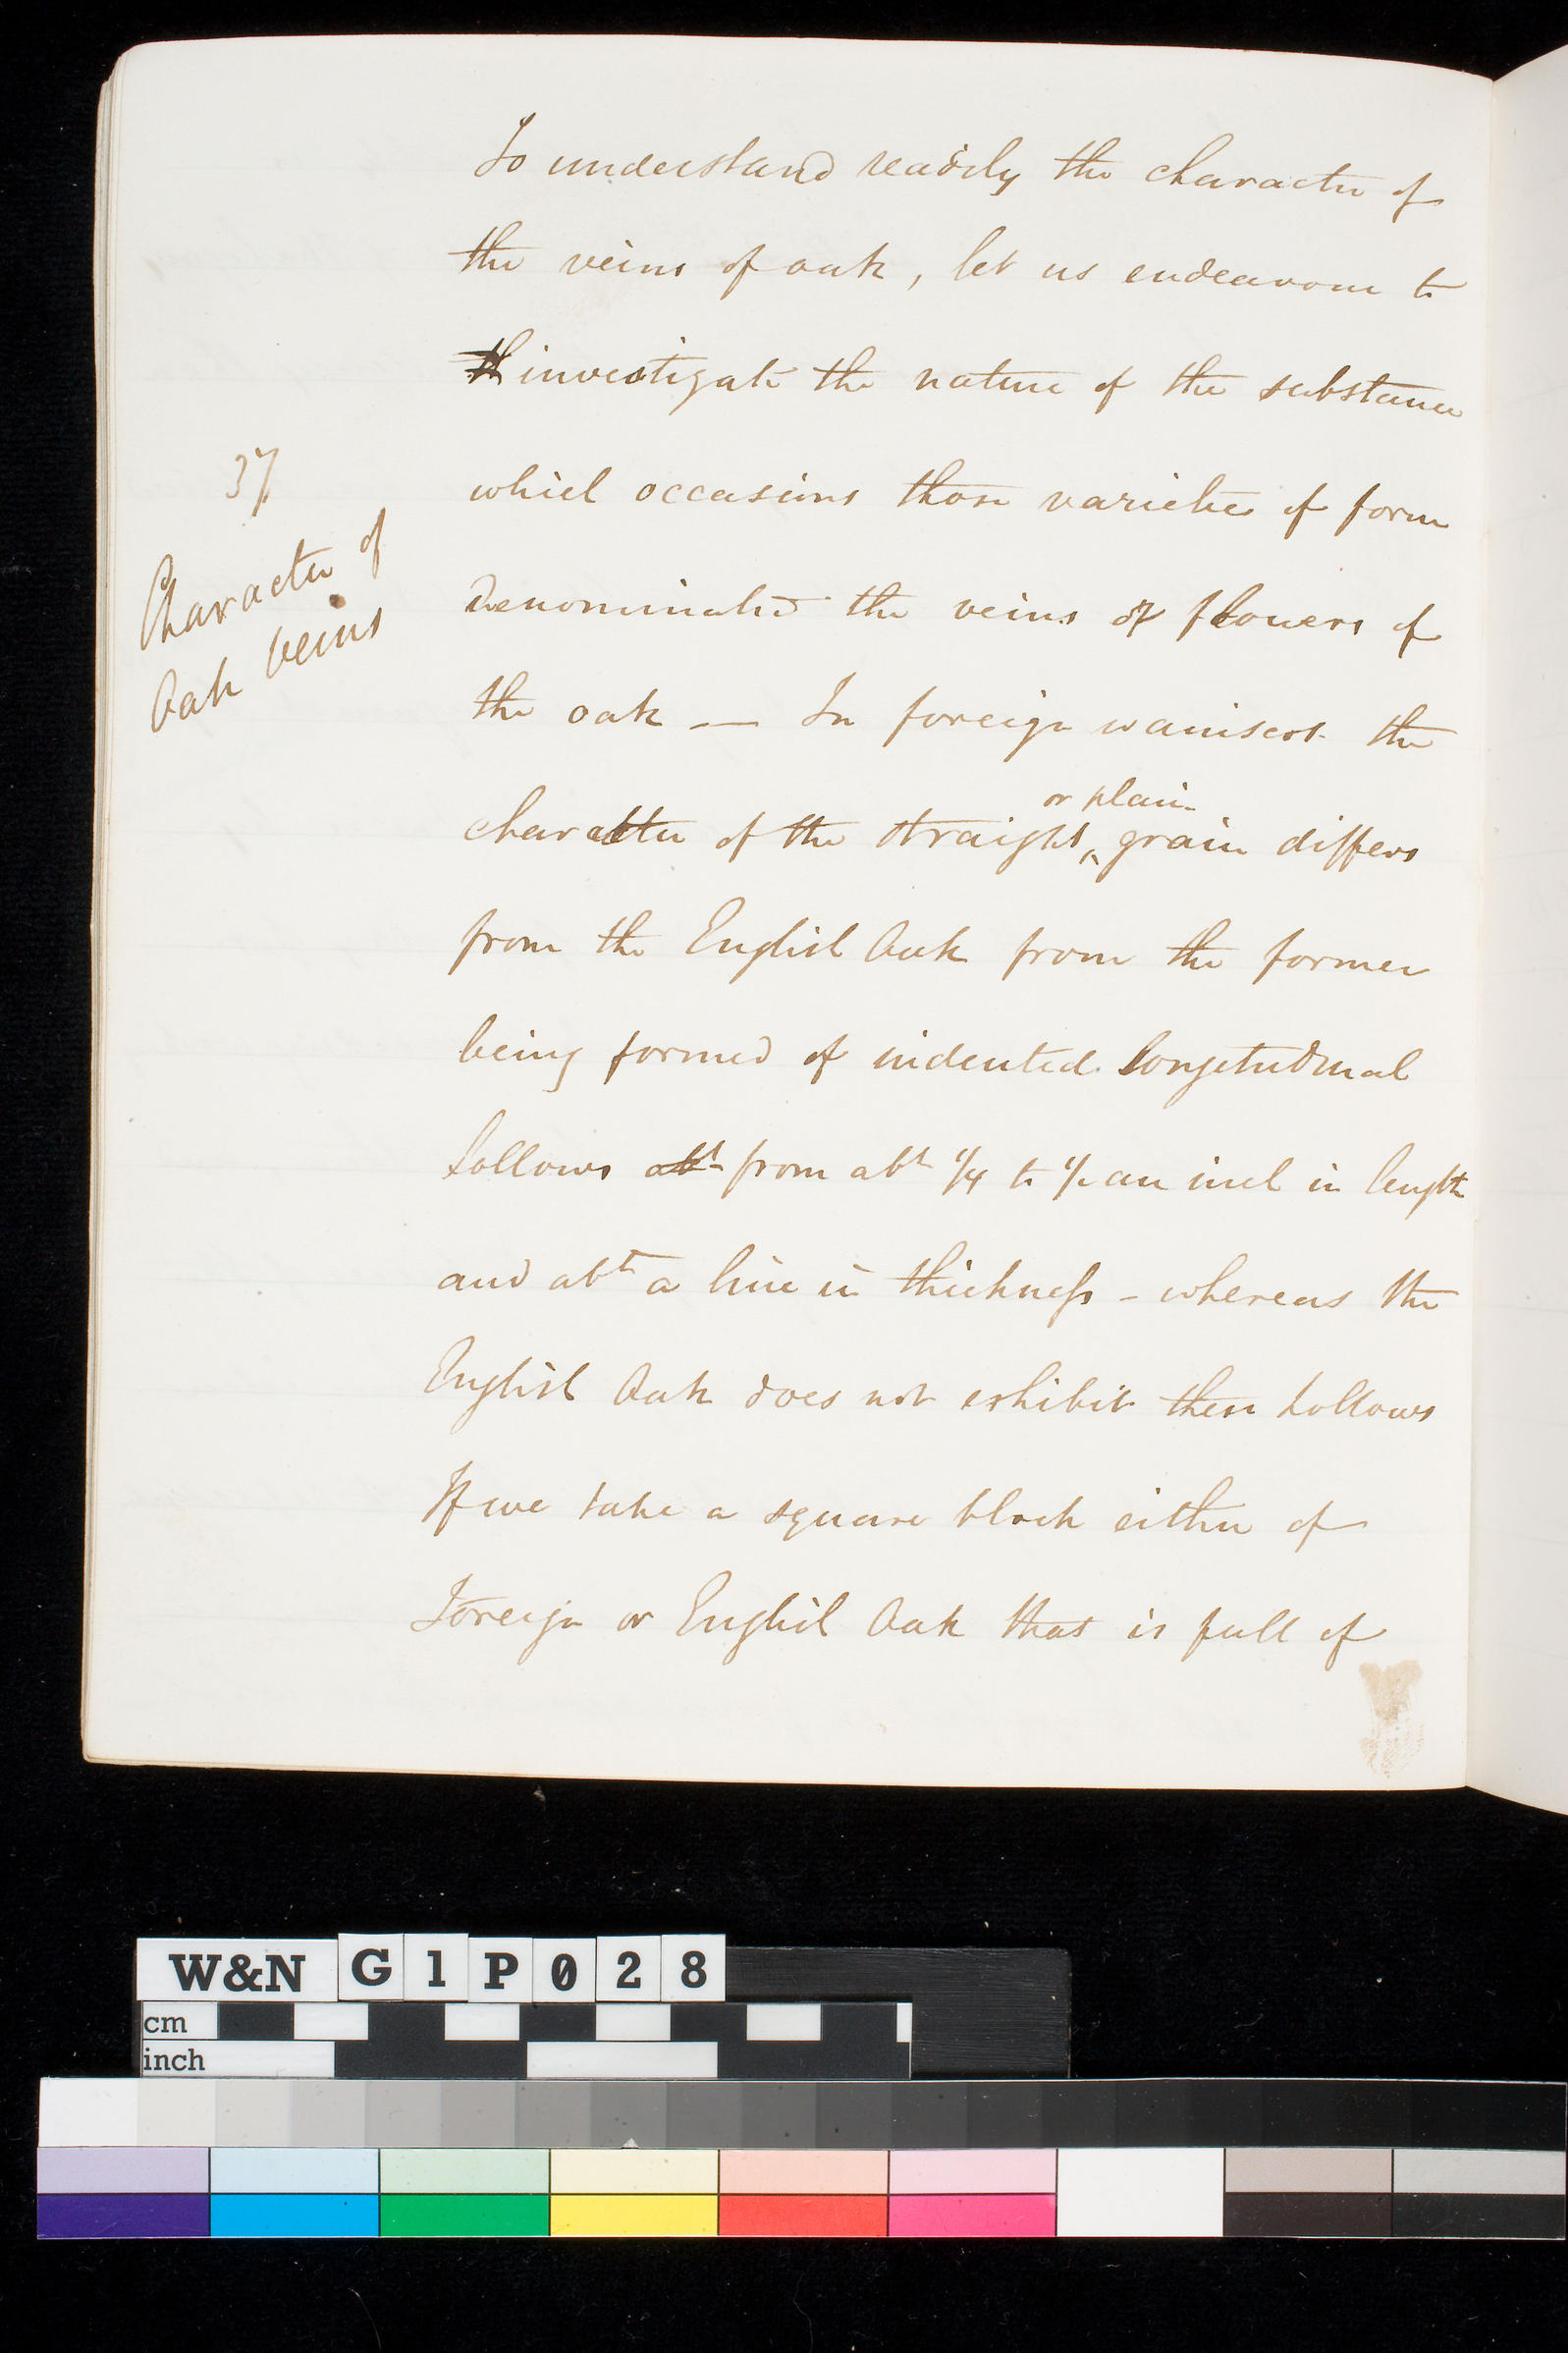 To understand readily the character of
the veins of oak, let us endeavour to
investigate the nature of the substance
which occasions those varieties of form
denominated the veins or flowers of
37
Character of
Oak veins
the oak — In foreign wainscot the
or plain
character of the straight grain differs
from the English Oak from the former
being formed of indented longitudinal
hollows abt from abt 1/4 to 1/2 an inch in length
and abt a line in thickness - whereas the
English Oak does not exhibit these hollows
If we take a square block either of
Foreign or English Oak that is full of
W&N G1P028
cm
inch